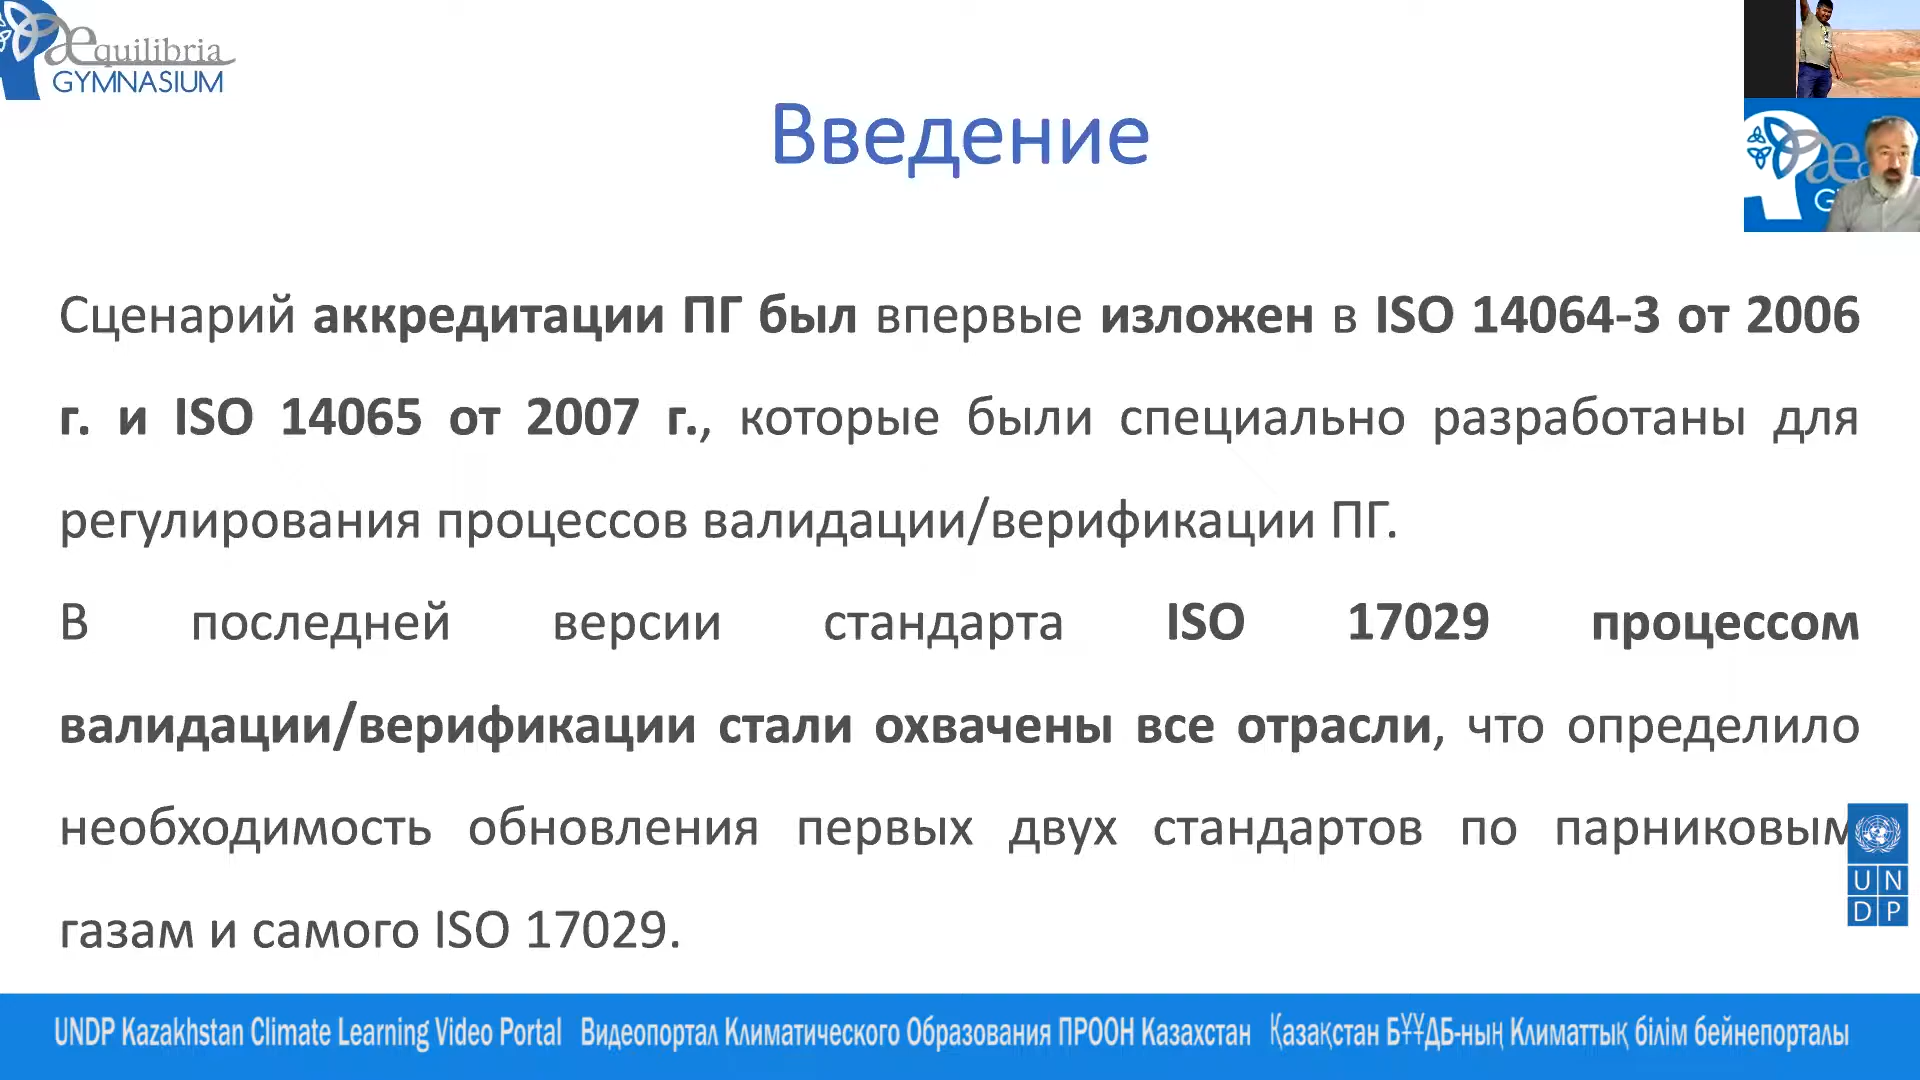 Æquilibria
GYMNASIUM
Введение
Сценарий аккредитации ПГ был впервые изложен в ISO 14064-3 от 2006
г. и ISO 14065 от 2007 г., которые были специально разработаны для
регулирования процессов валидации/верификации ПГ.
В последней версии стандарта ISO 17029 процессом
валидации/верификации стали охвачены все отрасли, что определило
необходимость обновления первых двух стандартов по парниковым
газам и самого ISO 17029.
U N
D P
UNDP Kazakhstan Climate Learning Video Portal Видеопортал Климатического Образования ПРООН Казахстан Қазақстан БҰҰДБ-ның Климаттық білім бейнепорталы